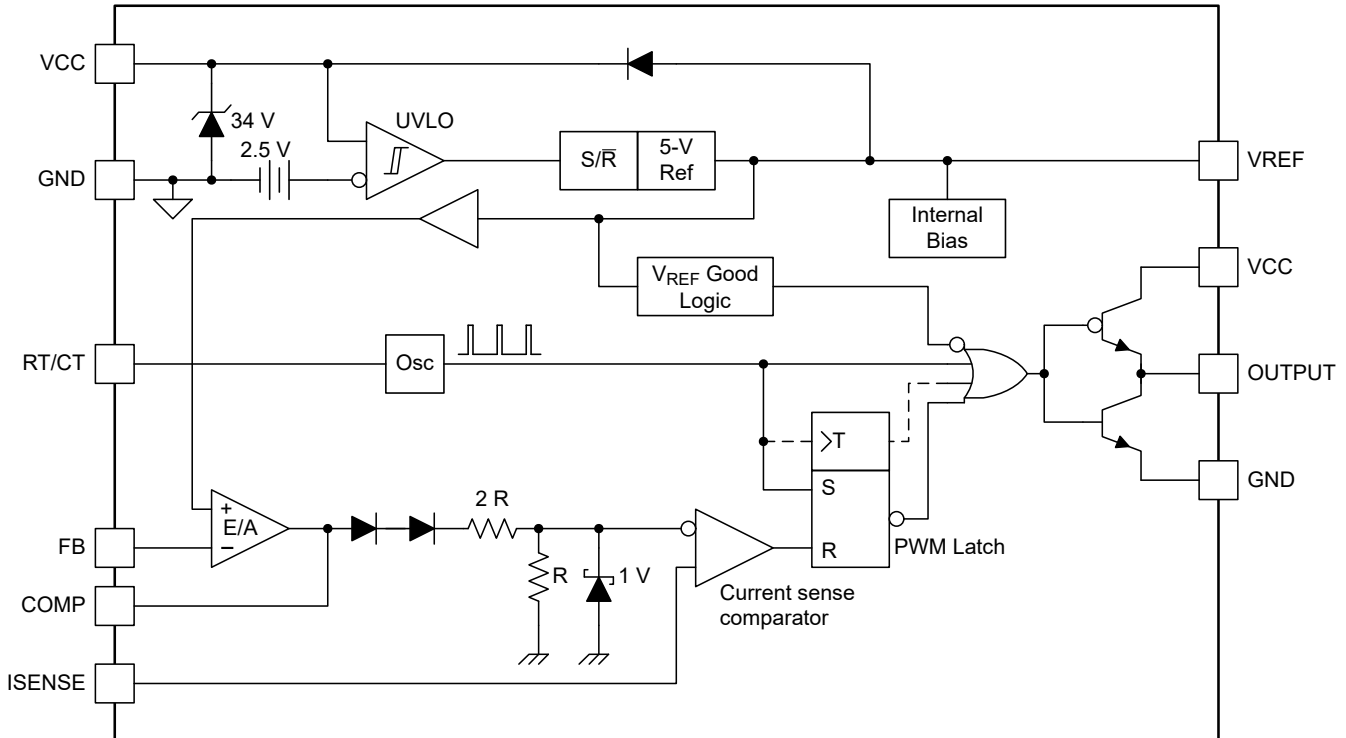 VCC
34 V
UVLO
2.5 V
GND
S/R̅
5-V
Ref
VREF
Internal
Bias
VREF Good
Logic
VCC
RT/CT
Osc
OUTPUT
>T
S
R
PWM Latch
GND
+
E/A
−
2 R
R
1 V
FB
COMP
Current sense
comparator
ISENSE